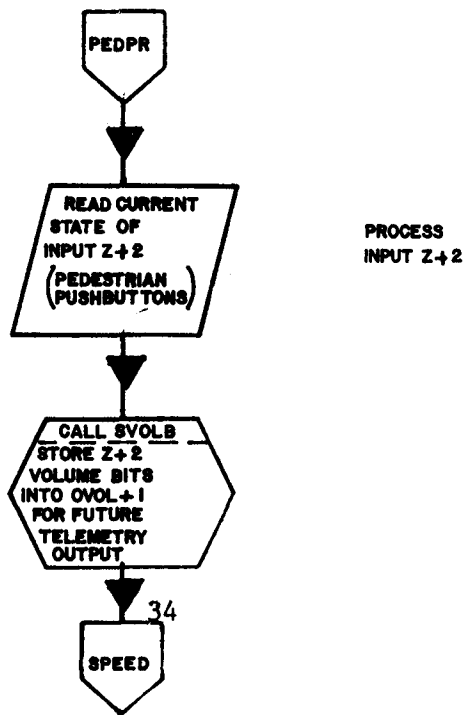 PEDPR
READ CURRENT
STATE OF
INPUT Z+2
(PEDESTRIAN
PUSHBUTTONS)
PROCESS
INPUT Z+2
CALL SVOLB
STORE Z+2
VOLUME BITS
INTO OVOL+1
FOR FUTURE
TELEMETRY
OUTPUT
34
SPEED